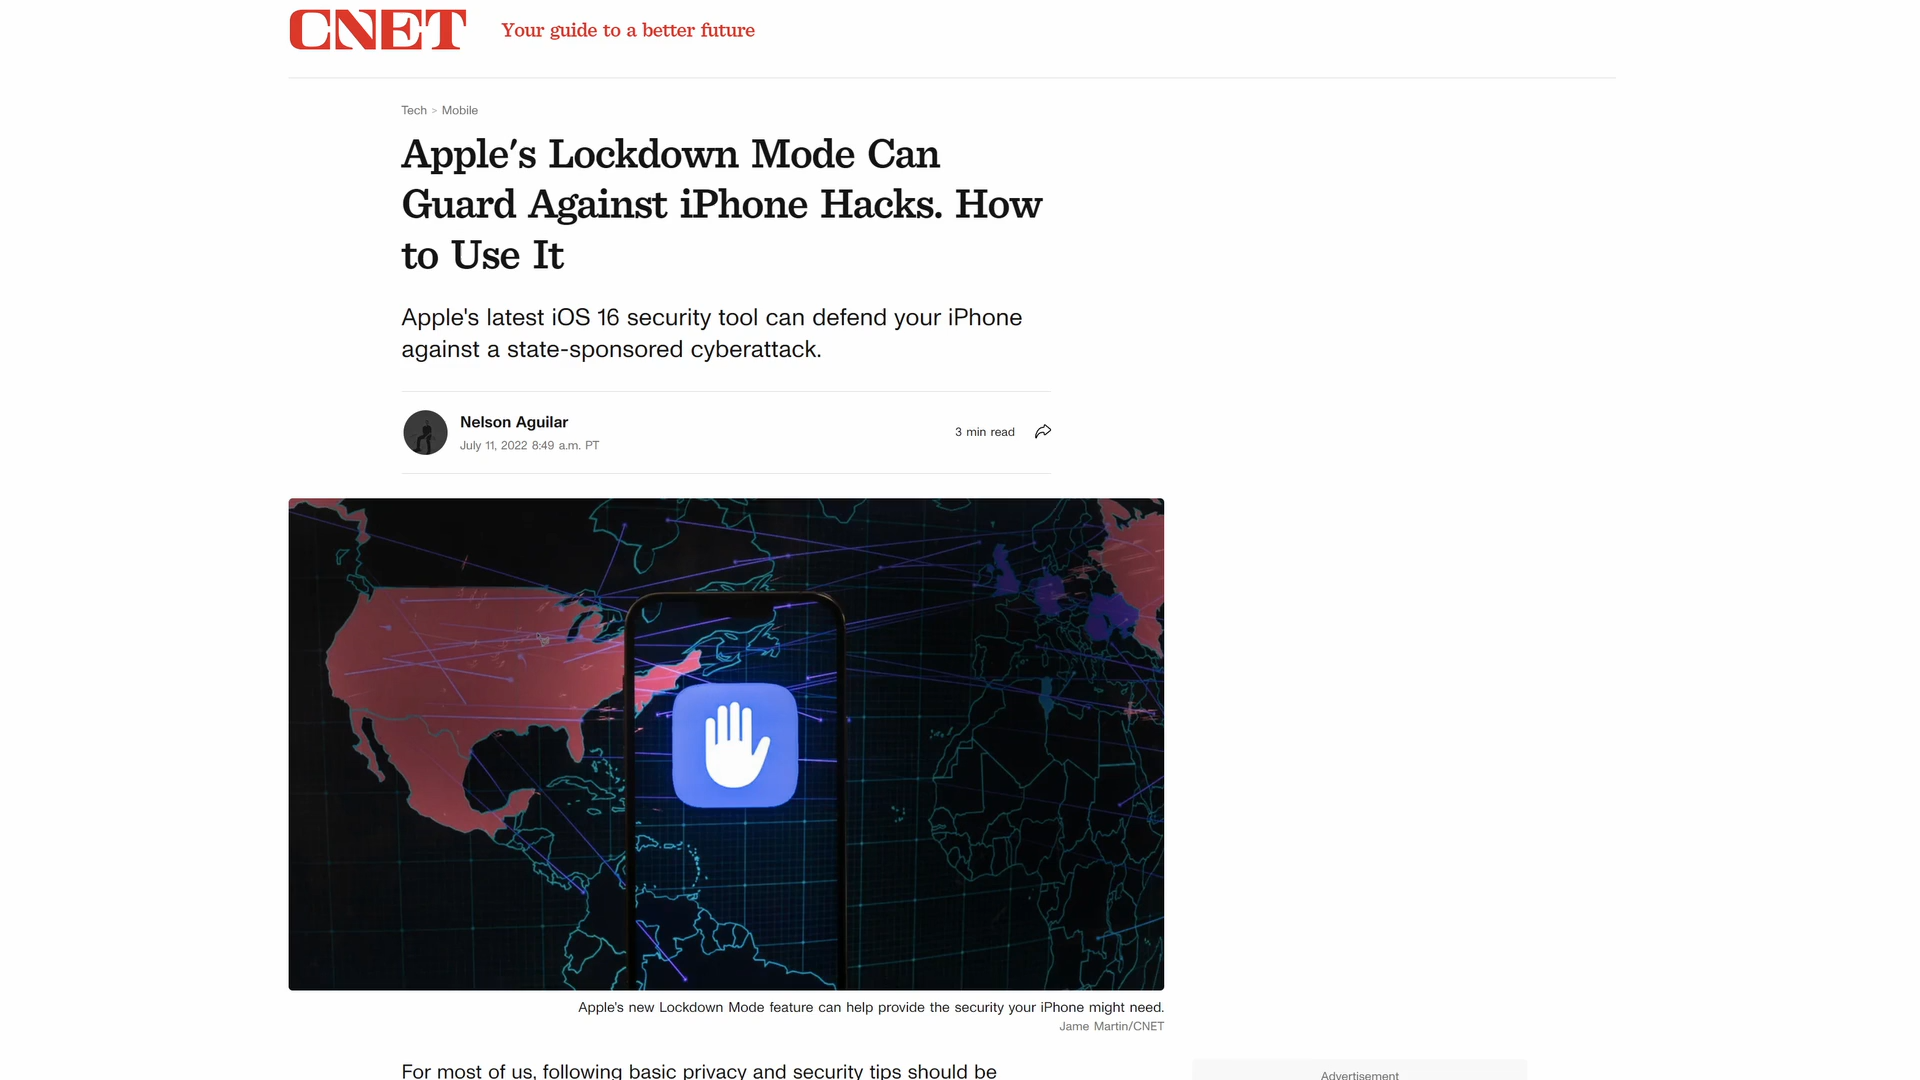 CNET
Your guide to a better future
Tech > Mobile
Apple's Lockdown Mode Can
Guard Against iPhone Hacks. How
to Use It
Apple's latest iOS 16 security tool can defend your iPhone
against a state-sponsored cyberattack.
Nelson Aguilar
July 11, 2022 8:49 a.m. PT
3 min read
Apple's new Lockdown Mode feature can help provide the security your iPhone might need.
Jame Martin/CNET
For most of us, following basic privacy and security tips should be
Advertisement